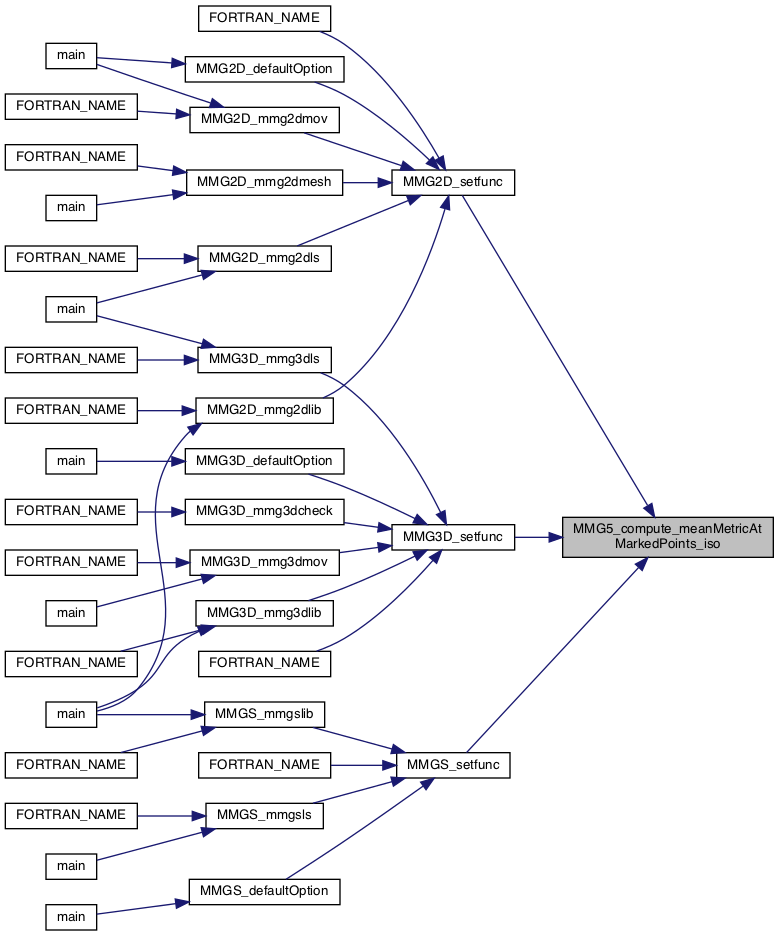 FORTRAN_NAME
main
MMG2D_defaultOption
FORTRAN_NAME
MMG2D_mmg2dmov
FORTRAN_NAME
MMG2D_mmg2dmesh
MMG2D_setfunc
main
FORTRAN_NAME
MMG2D_mmg2dls
main
FORTRAN_NAME
MMG3D_mmg3dls
FORTRAN_NAME
MMG2D_mmg2dlib
main
MMG3D_defaultOption
FORTRAN_NAME
MMG3D_mmg3dcheck
MMG3D_setfunc
MMG5_compute_meanMetricAt
MarkedPoints_iso
FORTRAN_NAME
MMG3D_mmg3dmov
main
MMG3D_mmg3dlib
FORTRAN_NAME
FORTRAN_NAME
main
MMGS_mmgslib
FORTRAN_NAME
FORTRAN_NAME
MMGS_setfunc
FORTRAN_NAME
MMGS_mmgsls
main
MMGS_defaultOption
main